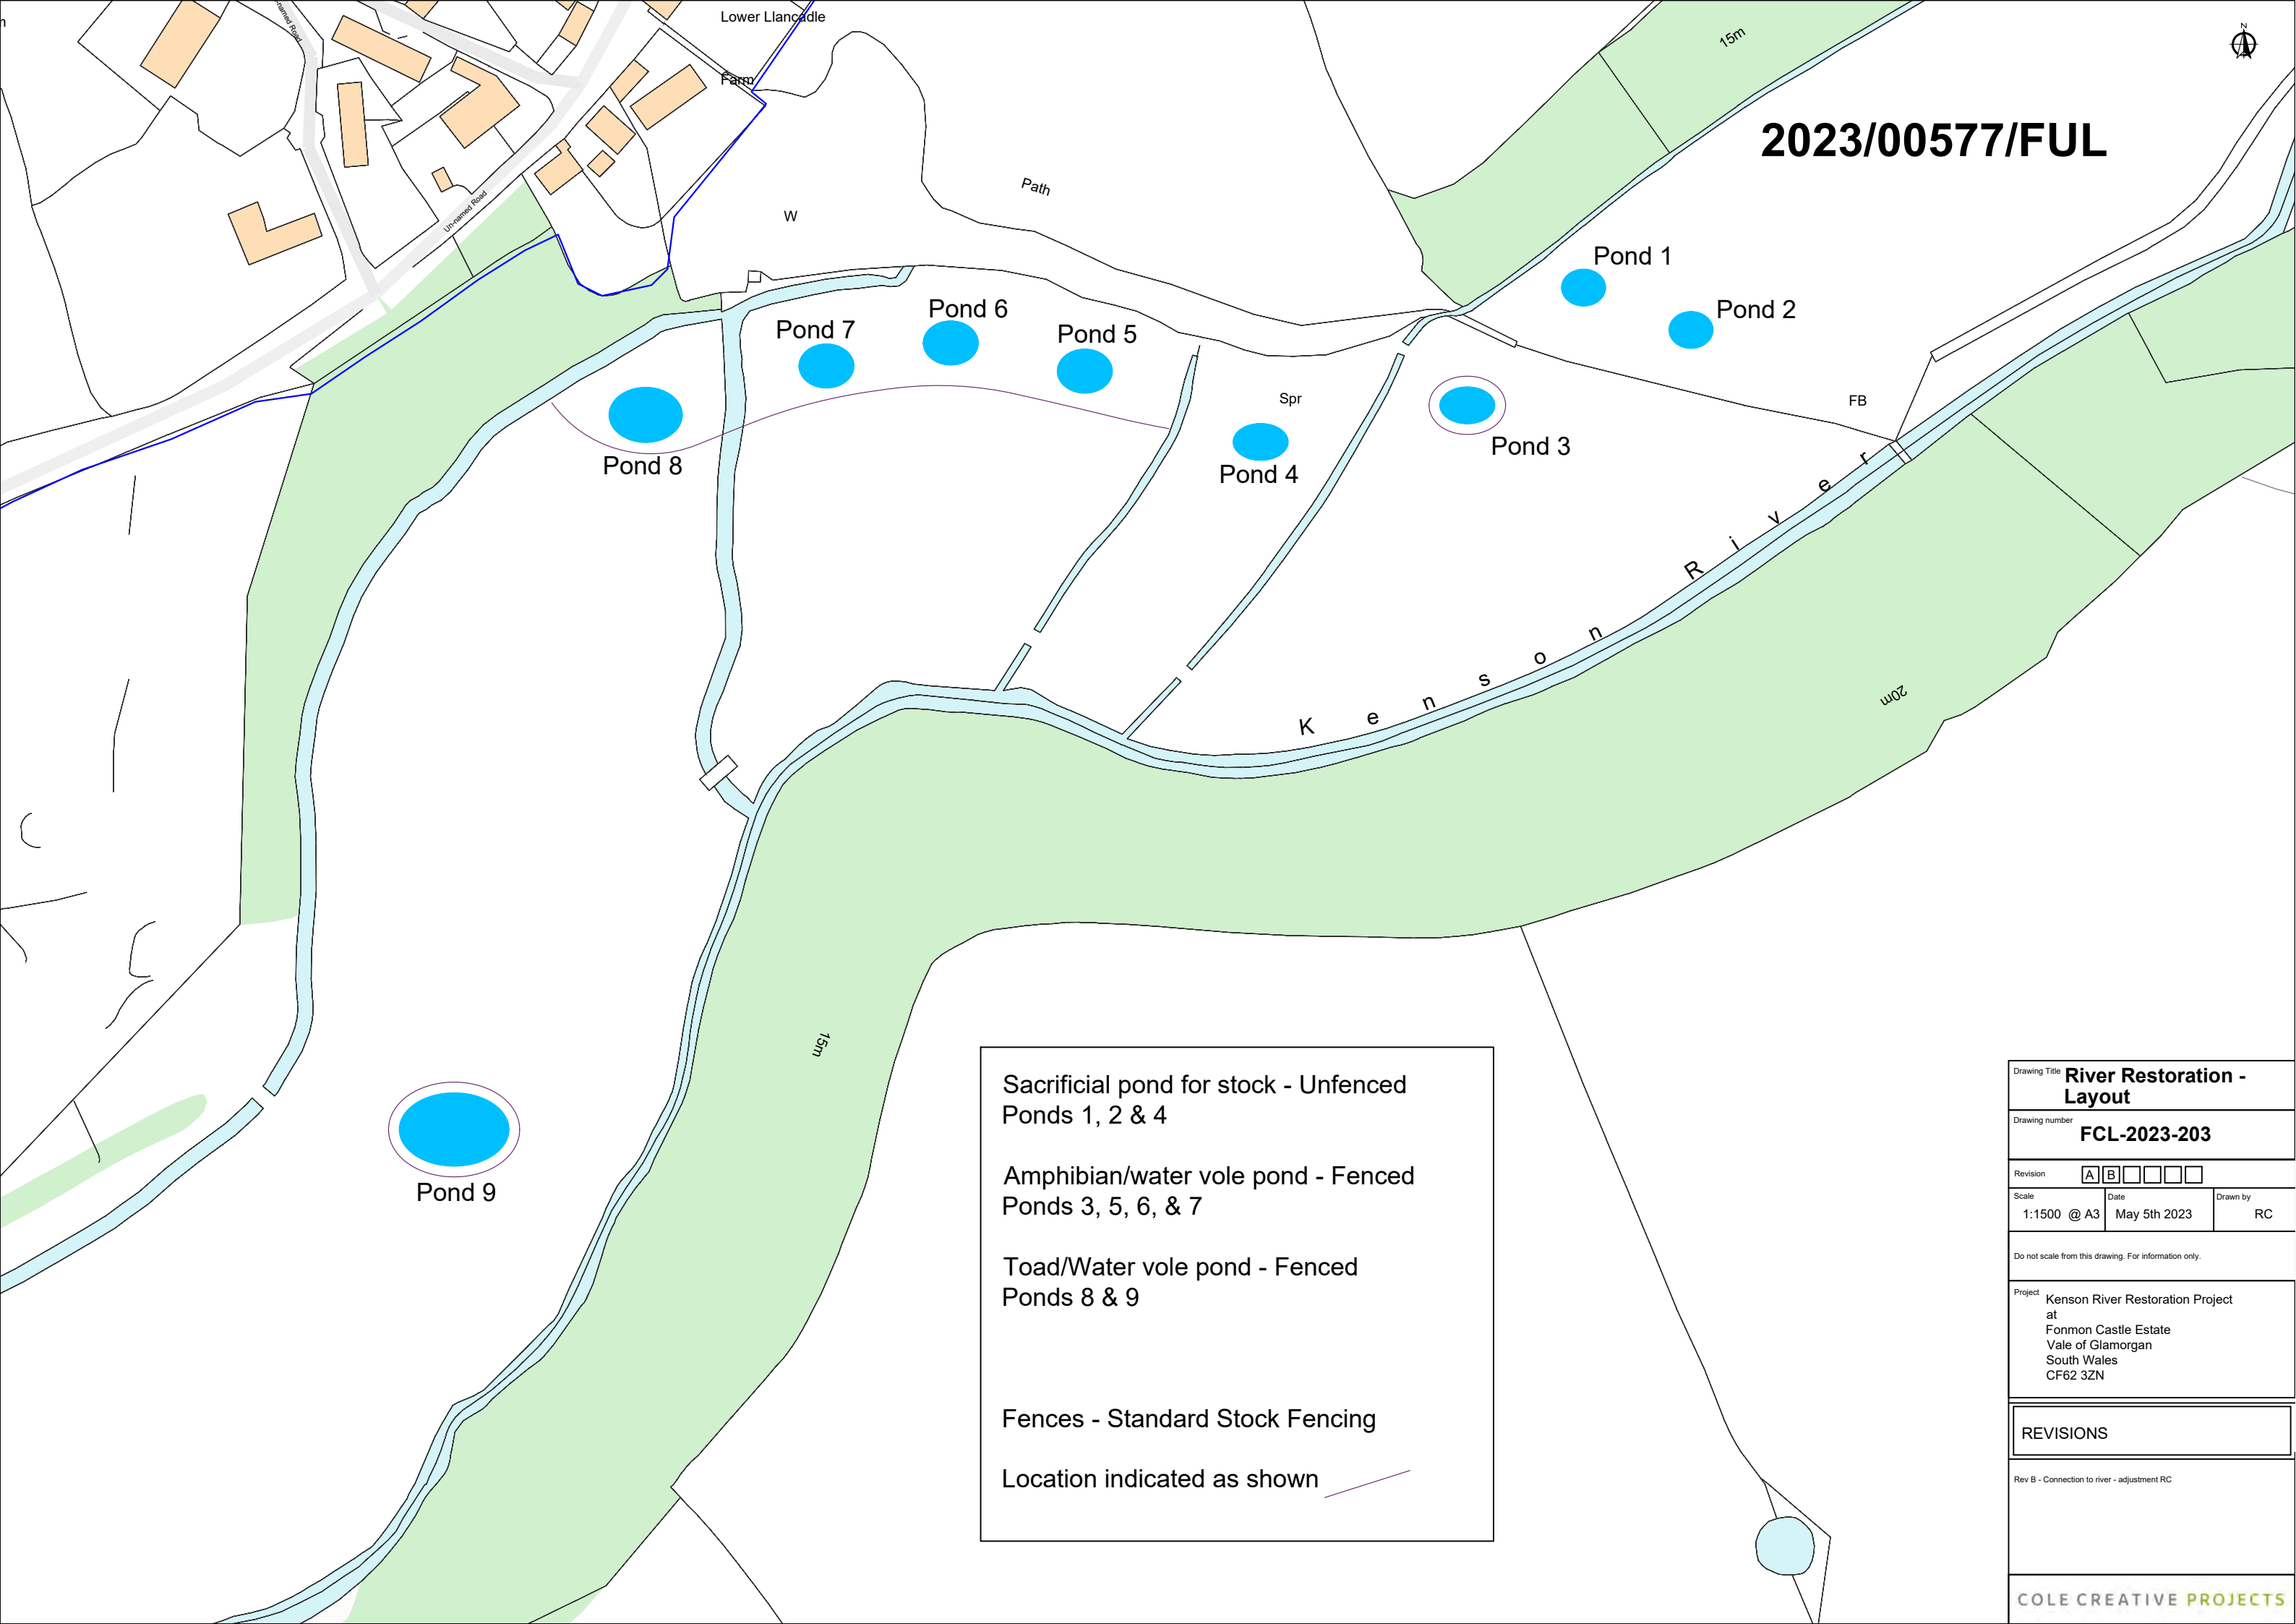 Lower Llancadle
Farm
Un-named Road
Un-named Road
15m
2023/00577/FUL
N
Path
W
Pond 1
Pond 2
Pond 6
Pond 7
Pond 5
Spr
FB
Pond 3
Pond 8
Pond 4
Kenson River
20m
15m
Pond 9
Sacrificial pond for stock - Unfenced
Ponds 1, 2 & 4
Amphibian/water vole pond - Fenced
Ponds 3, 5, 6, & 7
Toad/Water vole pond - Fenced
Ponds 8 & 9
Fences - Standard Stock Fencing
Location indicated as shown
Drawing Title River Restoration -
Layout
Drawing number FCL-2023-203
Revision A B
Scale Date Drawn by
1:1500 @ A3 May 5th 2023 RC
Do not scale from this drawing. For information only.
Project Kenson River Restoration Project
at
Fonmon Castle Estate
Vale of Glamorgan
South Wales
CF62 3ZN
REVISIONS
Rev B - Connection to river - adjustment RC
COLE CREATIVE PROJECTS